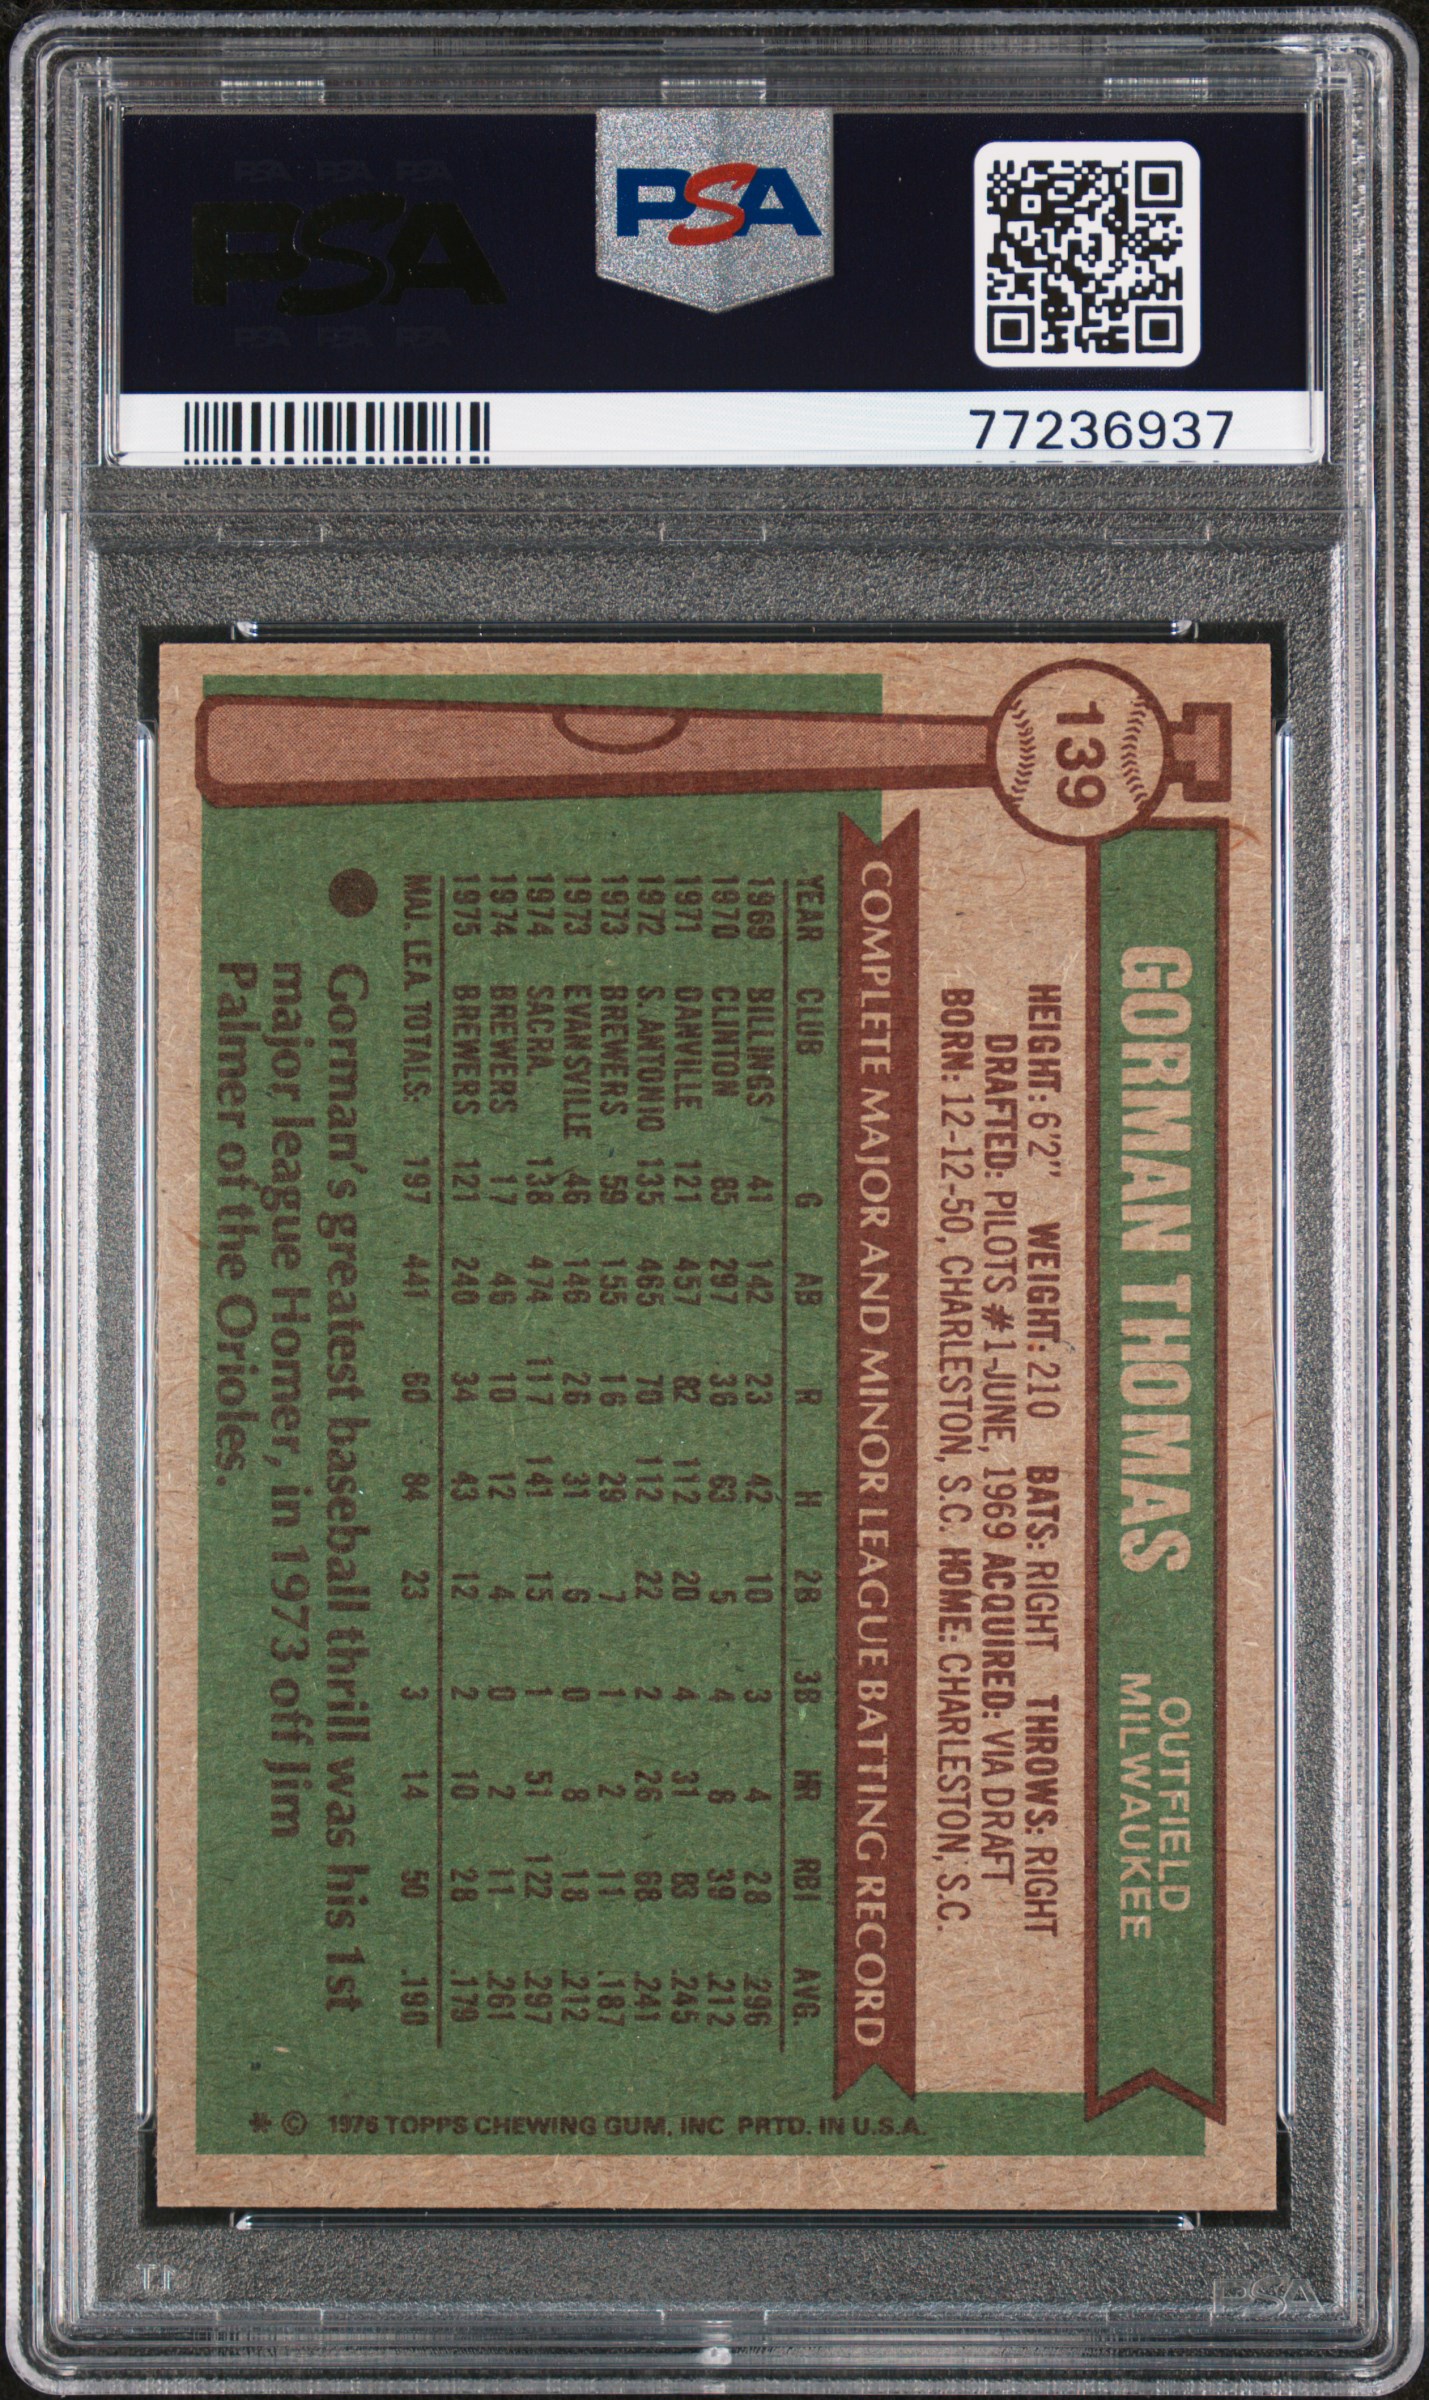 PSA PSA PSA
PSA
PSA PSA PSA
PSA
77236937
139
GORMAN THOMAS
OUTFIELD
MILWAUKEE
HEIGHT: 6'2" WEIGHT: 210 BATS: RIGHT THROWS: RIGHT
DRAFTED: PILOTS #1-JUNE, 1969 ACQUIRED: VIA DRAFT
BORN: 12-12-50, CHARLESTON, S.C. HOME: CHARLESTON, S.C.
COMPLETE MAJOR AND MINOR LEAGUE BATTING RECORD
YEAR CLUB G AB R H 2B 3B HR RBI AVG.
1969 BILLINGS 41 142 23 42 10 3 4 28 .296
1970 CLINTON 85 297 36 63 5 4 8 39 .212
1971 DANVILLE 121 457 82 112 20 4 31 83 .245
1972 S. ANTONIO 135 465 70 112 22 2 26 68 .241
1973 BREWERS 59 155 16 29 7 1 2 11 .187
1973 EVANSVILLE 46 146 26 31 6 0 8 18 .212
1974 SACRA. 138 474 117 141 15 1 51 122 .297
1974 BREWERS 17 46 10 12 4 0 2 11 .261
1975 BREWERS 121 240 34 43 12 2 10 28 .179
MAJ. LEA. TOTALS: 197 441 60 84 23 3 14 50 .190
● Gorman's greatest baseball thrill was his 1st
major league Homer, in 1973 off Jim
Palmer of the Orioles.
* © 1976 TOPPS CHEWING GUM, INC PRTD. IN U.S.A.
PSA